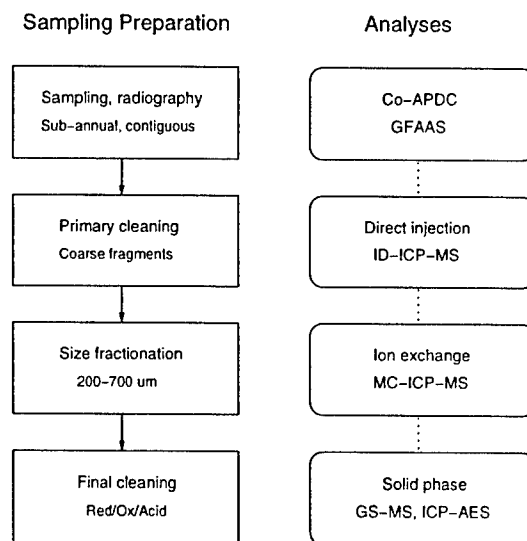 Sampling Preparation
Sampling, radiography
Sub-annual, contiguous
Primary cleaning
Coarse fragments
Size fractionation
200-700 um
Final cleaning
Red/Ox/Acid
Analyses
Co-APDC
GFAAS
Direct injection
ID-ICP-MS
Ion exchange
MC-ICP-MS
Solid phase
GS-MS, ICP-AES